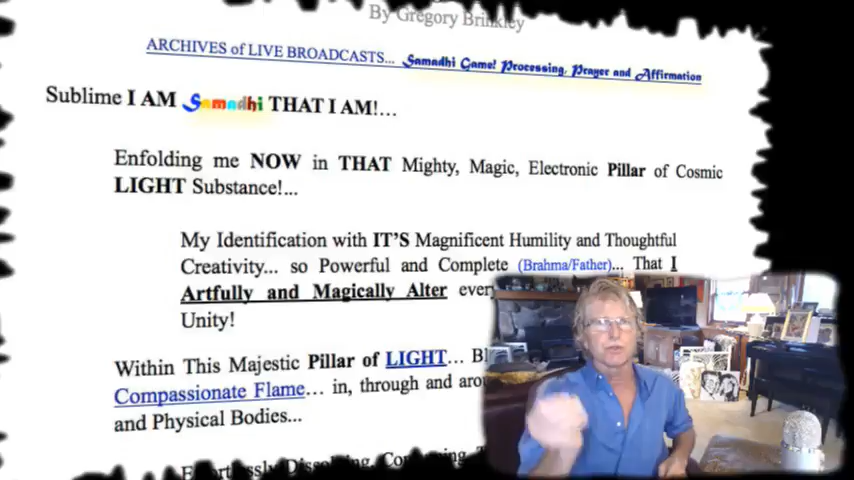 By Gregory Brinkley
ARCHIVES of LIVE BROADCASTS... Samadhi Game! Processing, Prayer and Affirmation
Sublime I AM Samadhi THAT I AM!...
Enfolding me NOW in THAT Mighty, Magic, Electronic Pillar of Cosmic
LIGHT Substance!...
My Identification with IT'S Magnificent Humility and Thoughtful
Creativity... so Powerful and Complete (Brahma/Father)... That I
Artfully and Magically Alter
Unity!
Within This Majestic Pillar of LIGHT...
Compassionate Flame... in, through and
and Physical Bodies...
Effortlessly Dissolving,